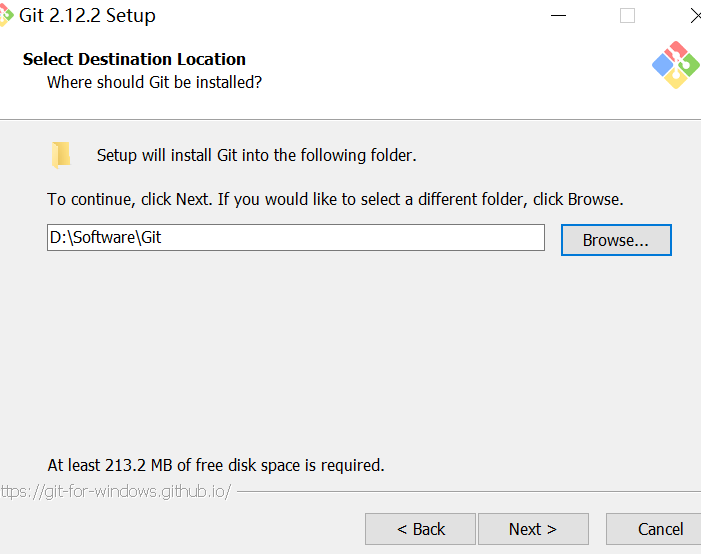 Git 2.12.2 Setup
Select Destination Location
Where should Git be installed?
Setup will install Git into the following folder.
To continue, click Next. If you would like to select a different folder, click Browse.
D:\Software\Git
Browse...
At least 213.2 MB of free disk space is required.
ttps://git-for-windows.github.io/
< Back
Next >
Cancel